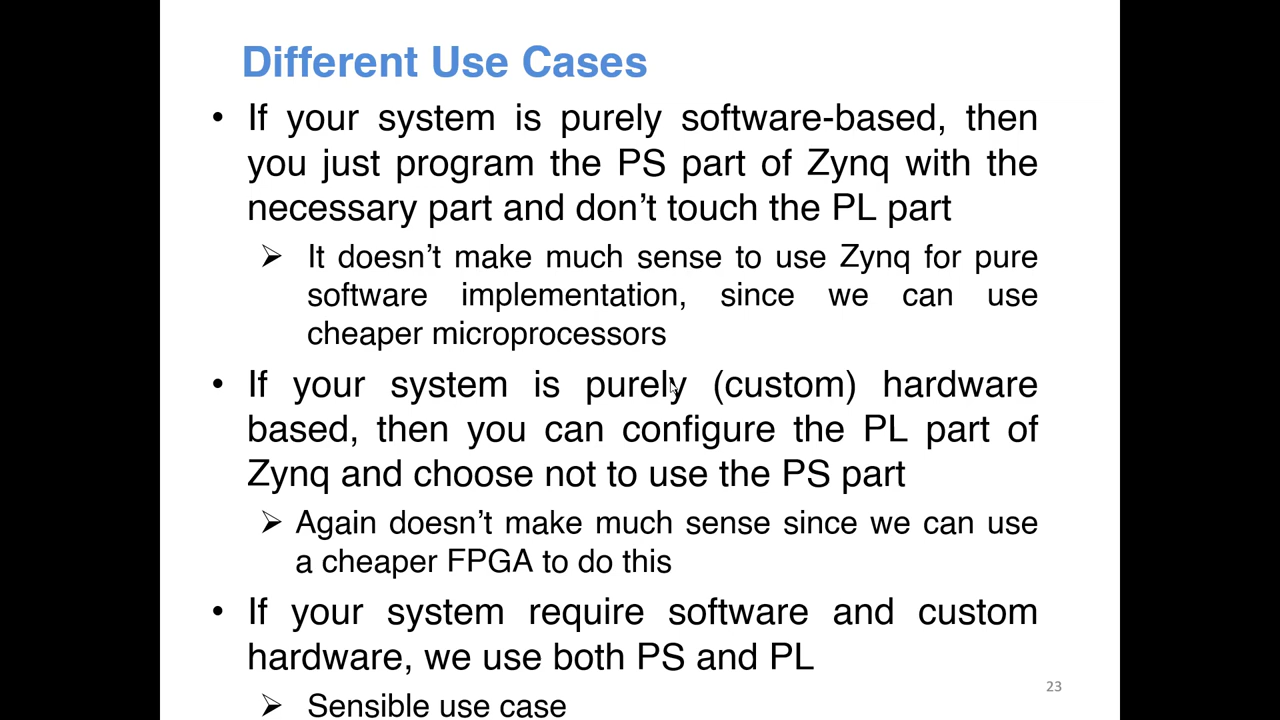 Different Use Cases
• If your system is purely software-based, then
you just program the PS part of Zynq with the
necessary part and don’t touch the PL part
➢ It doesn’t make much sense to use Zynq for pure
software implementation, since we can use
cheaper microprocessors
• If your system is purely (custom) hardware
based, then you can configure the PL part of
Zynq and choose not to use the PS part
➢ Again doesn’t make much sense since we can use
a cheaper FPGA to do this
• If your system require software and custom
hardware, we use both PS and PL
➢ Sensible use case
23